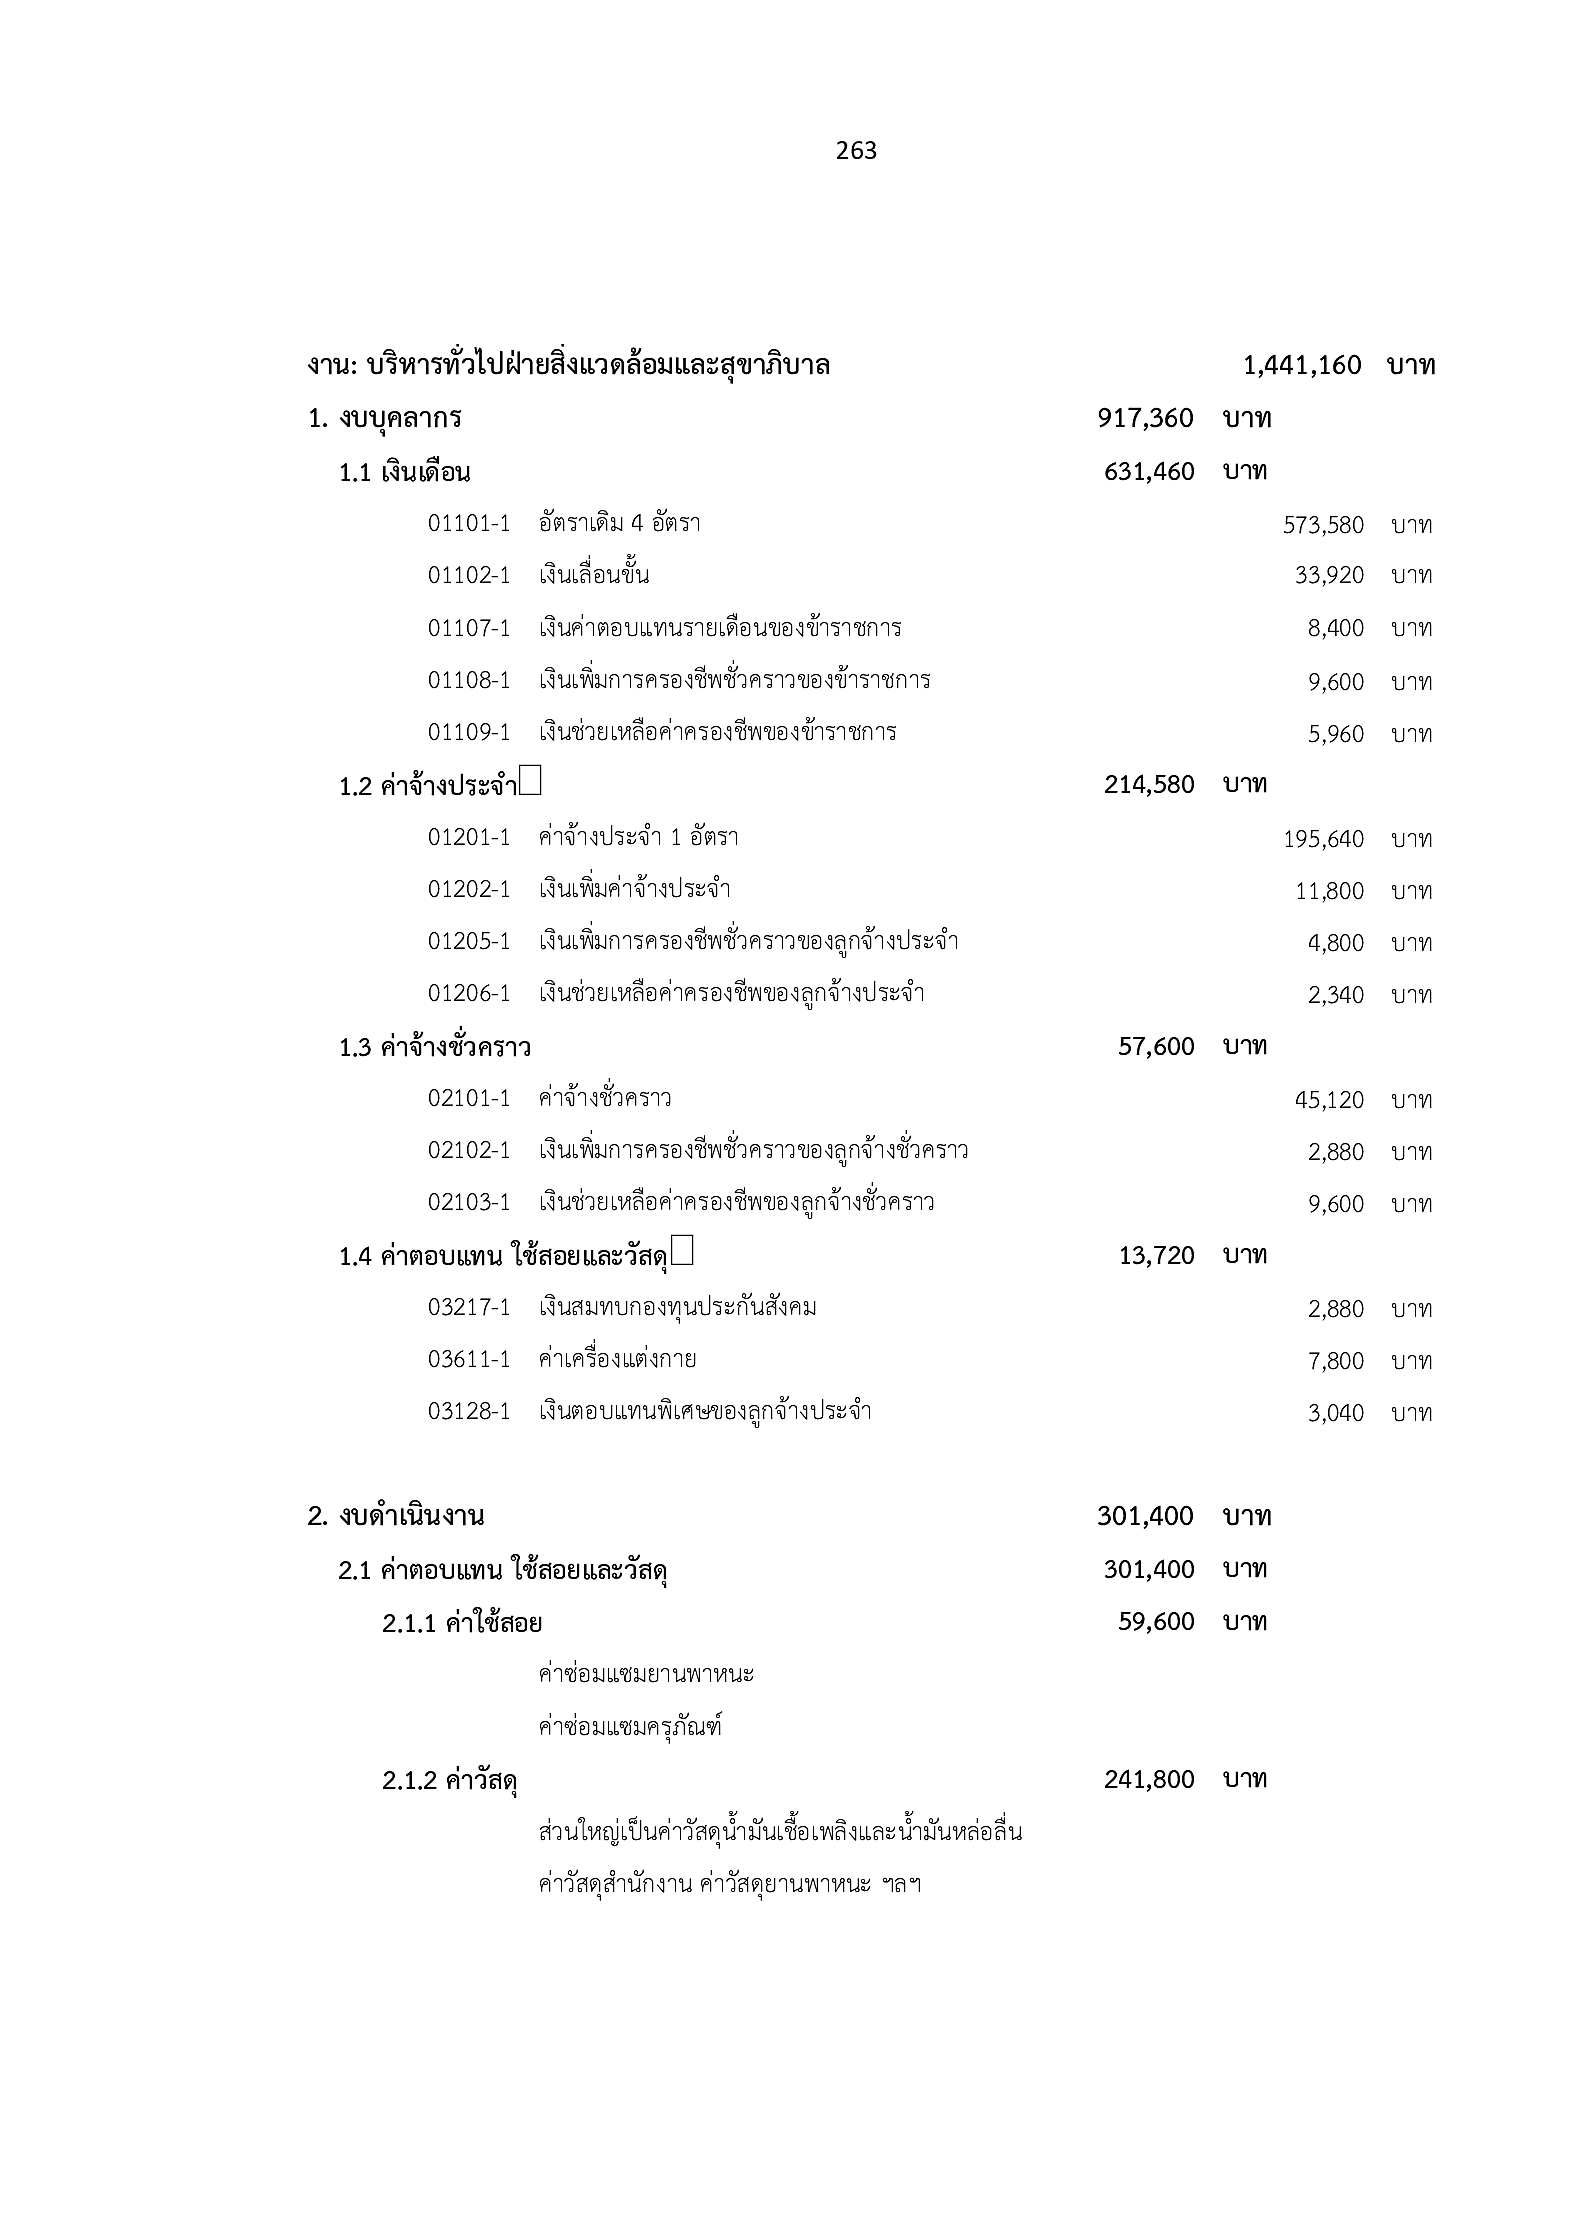 263
งาน: บริหารทั่วไปฝ่ายสิ่งแวดล้อมและสุขาภิบาล 1,441,160 บาท
1. งบบุคลากร 917,360 บาท
1.1 เงินเดือน 631,460 บาท
01101-1 อัตราเดิม 4 อัตรา 573,580 บาท
01102-1 เงินเลื่อนขั้น 33,920 บาท
01107-1 เงินค่าตอบแทนรายเดือนของข้าราชการ 8,400 บาท
01108-1 เงินเพิ่มการครองชีพชั่วคราวของข้าราชการ 9,600 บาท
01109-1 เงินช่วยเหลือค่าครองชีพของข้าราชการ 5,960 บาท
1.2 ค่าจ้างประจำ 214,580 บาท
01201-1 ค่าจ้างประจำ 1 อัตรา 195,640 บาท
01202-1 เงินเพิ่มค่าจ้างประจำ 11,800 บาท
01205-1 เงินเพิ่มการครองชีพชั่วคราวของลูกจ้างประจำ 4,800 บาท
01206-1 เงินช่วยเหลือค่าครองชีพของลูกจ้างประจำ 2,340 บาท
1.3 ค่าจ้างชั่วคราว 57,600 บาท
02101-1 ค่าจ้างชั่วคราว 45,120 บาท
02102-1 เงินเพิ่มการครองชีพชั่วคราวของลูกจ้างชั่วคราว 2,880 บาท
02103-1 เงินช่วยเหลือค่าครองชีพของลูกจ้างชั่วคราว 9,600 บาท
1.4 ค่าตอบแทน ใช้สอยและวัสดุ 13,720 บาท
03217-1 เงินสมทบกองทุนประกันสังคม 2,880 บาท
03611-1 ค่าเครื่องแต่งกาย 7,800 บาท
03128-1 เงินตอบแทนพิเศษของลูกจ้างประจำ 3,040 บาท
2. งบดำเนินงาน 301,400 บาท
2.1 ค่าตอบแทน ใช้สอยและวัสดุ 301,400 บาท
2.1.1 ค่าใช้สอย 59,600 บาท
ค่าซ่อมแซมยานพาหนะ
ค่าซ่อมแซมครุภัณฑ์
2.1.2 ค่าวัสดุ 241,800 บาท
ส่วนใหญ่เป็นค่าวัสดุน้ำมันเชื้อเพลิงและน้ำมันหล่อลื่น
ค่าวัสดุสำนักงาน ค่าวัสดุยานพาหนะ ฯลฯ